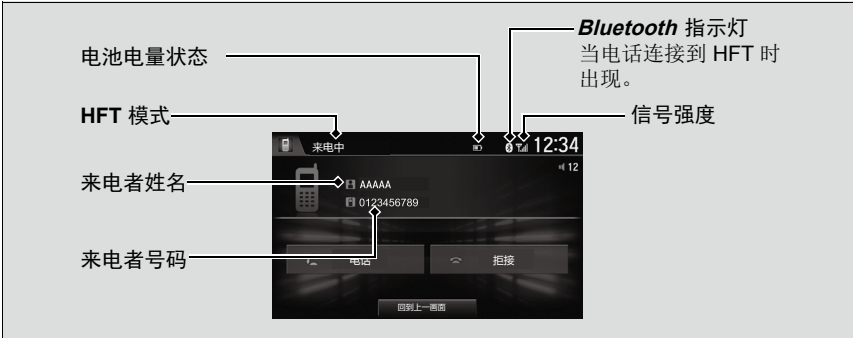 Bluetooth 指示灯
当电话连接到 HFT 时
出现。
电池电量状态
HFT 模式
信号强度
来电中
12:34
12
来电者姓名
AAAAA
0123456789
来电者号码
电话
拒接
回到上一画面